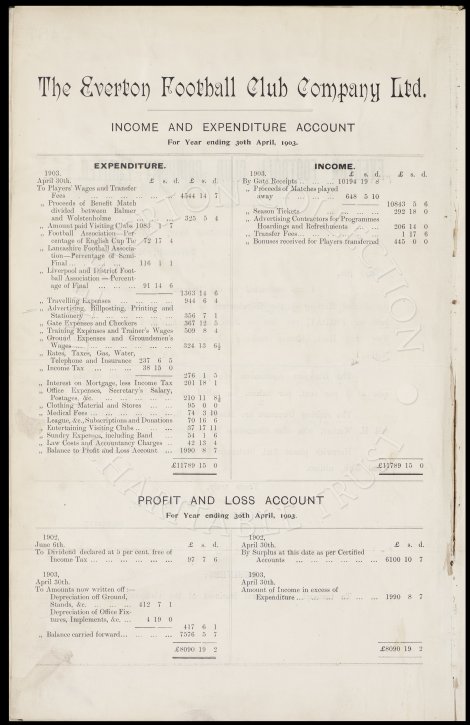 The Everton Football Club Company Ltd.
INCOME AND EXPENDITURE ACCOUNT
For Year ending 30th April, 1903.
EXPENDITURE.
1903.
April 30th. £ s. d. £ s. d.
To Players' Wages and Transfer
Fees ... ... ... 4544 14 7
„ Proceeds of Benefit Match
divided between Balmer
and Wolstenholme ... 325 5 4
„ Amount paid Visiting Clubs 7
„ Football Association—Per-
centage of English Cup Tie 72 17 4
„ Lancashire Football Associa-
tion—Percentage of Semi-
Final ... ... ... 116 1 1
„ Liverpool and District Foot-
ball Association—Percent-
age of Final ... ... 91 14 6
1363 14 6
„ Travelling Expenses ... ... 944 6 4
„ Advertising, Billposting, Printing and
Stationery ... ... ... 356 7 1
„ Gate Expenses and Checkers ... 367 12 5
„ Training Expenses and Trainer's Wages 509 8 4
„ Ground Expenses and Groundsmen's
Wages ... ... ... 324 13 6½
„ Rates, Taxes, Gas, Water,
Telephone and Insurance 237 6 5
„ Income Tax ... ... 38 15 0
276 1 5
„ Interest on Mortgage, less Income Tax 201 18 1
„ Office Expenses, Secretary's Salary,
Postages, &c. ... ... 210 11 8½
„ Clothing Material and Stores ... 95 0 0
„ Medical Fees ... ... ... 74 3 10
League, &c., Subscriptions and Donations 70 16 6
„ Entertaining Visiting Clubs ... 57 17 11
„ Sundry Expenses, including Band ... 54 1 6
„ Law Costs and Accountancy Charges ... 42 13 4
„ Balance to Profit and Loss Account ... 1990 8 7
£11789 15 0
INCOME.
1903. £ s. d. £ s. d.
By Gate Receipts ... ... 10194 19 8
„ Proceeds of Matches played
away ... ... ... 648 5 10
10843 5 6
„ Season Tickets ... ... ... 292 18 0
„ Advertising Contractors for Programmes
Hoardings and Refreshments ... 206 14 0
„ Transfer Fees ... ... ... 1 17 6
„ Bonuses received for Players transferred 445 0 0
£11789 15 0
PROFIT AND LOSS ACCOUNT
For Year ending 30th April, 1903.
1902,
June 6th. £ s. d.
To Dividend declared at 5 per cent. free of
Income Tax ... ... ... 97 7 6
1903,
April 30th.
To Amounts now written off :—
Depreciation off Ground,
Stands, &c. ... ... 412 7 1
Depreciation of Office Fix-
tures, Implements, &c. ... 4 19 0
417 6 1
„ Balance carried forward ... ... 7576 5 7
£8090 19 2
1902,
April 30th. £ s. d.
By Surplus at this date as per Certified
Accounts ... ... ... 6100 10 7
1903,
April 30th.
Amount of Income in excess of
Expenditure ... ... ... 1990 8 7
£8090 19 2